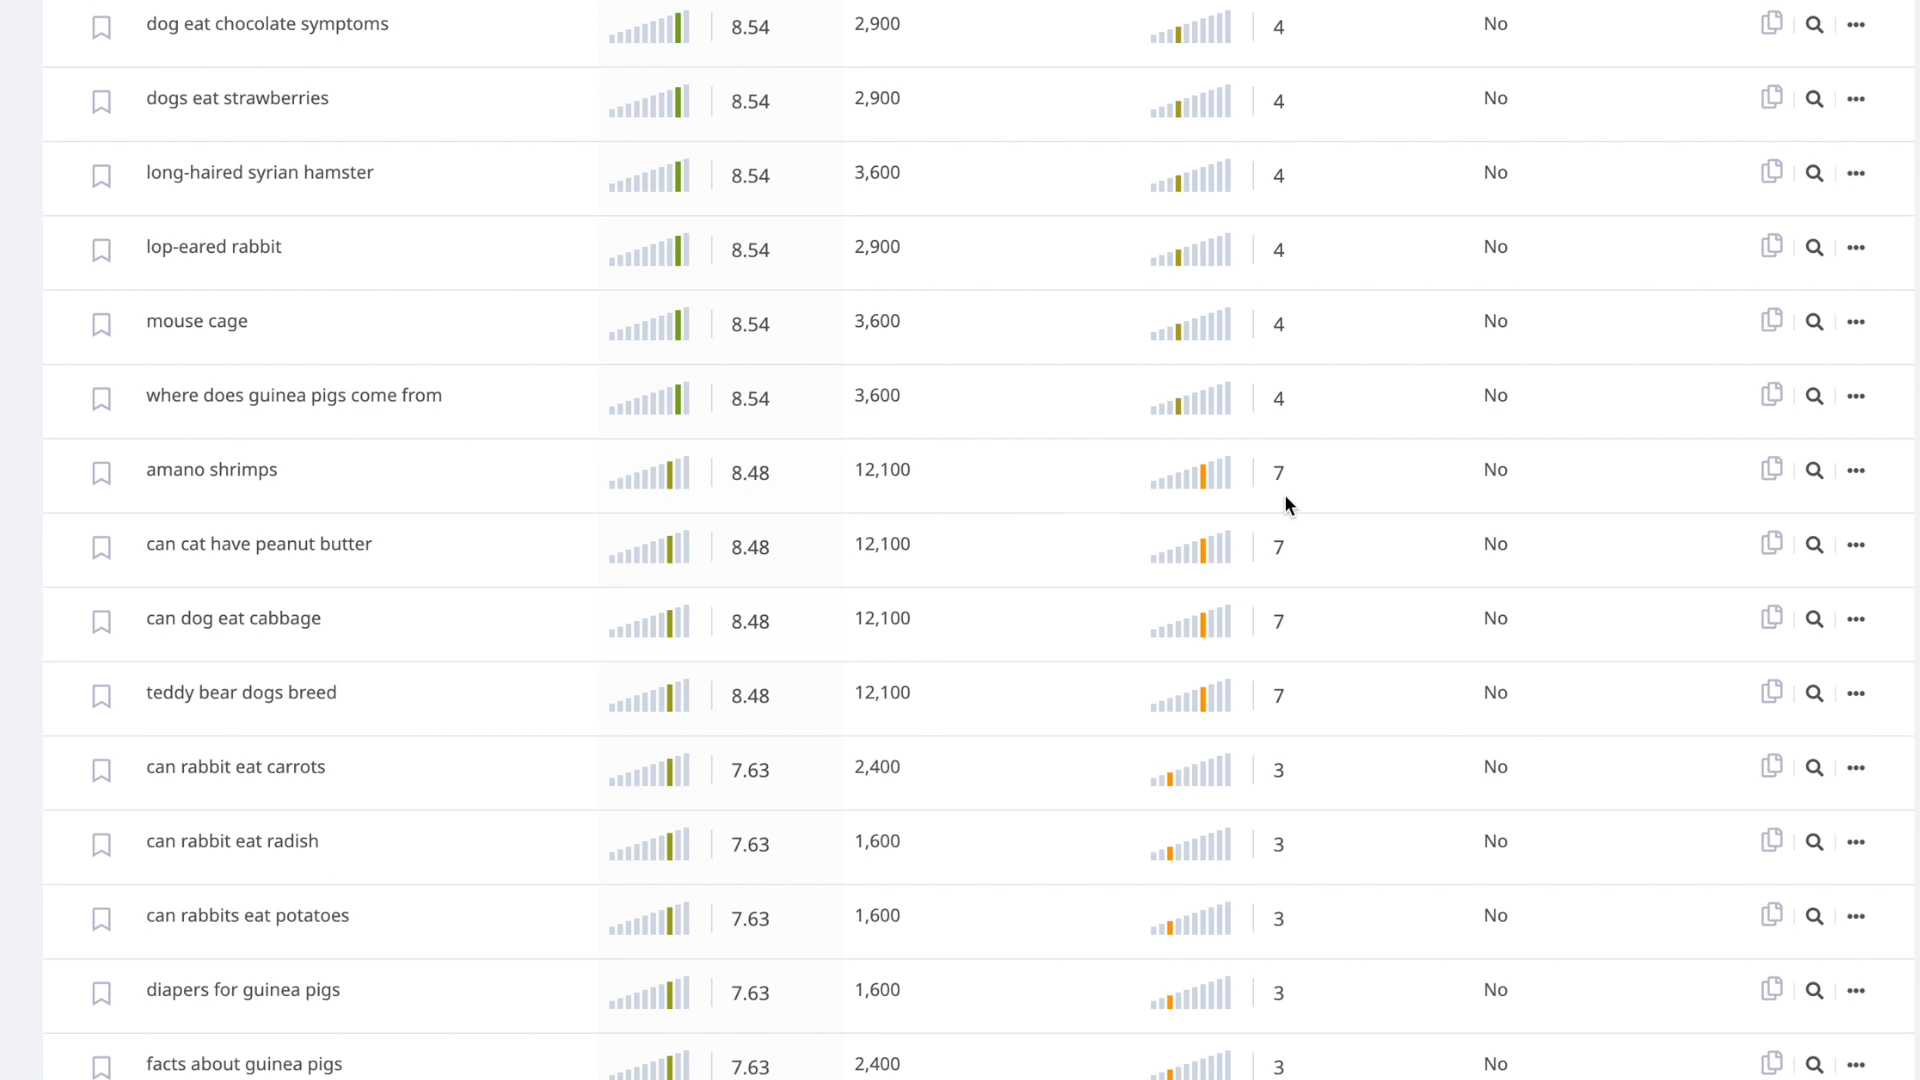 dog eat chocolate symptoms 8.54 2,900 4 No
dogs eat strawberries 8.54 2,900 4 No
long-haired syrian hamster 8.54 3,600 4 No
lop-eared rabbit 8.54 2,900 4 No
mouse cage 8.54 3,600 4 No
where does guinea pigs come from 8.54 3,600 4 No
amano shrimps 8.48 12,100 7 No
can cat have peanut butter 8.48 12,100 7 No
can dog eat cabbage 8.48 12,100 7 No
teddy bear dogs breed 8.48 12,100 7 No
can rabbit eat carrots 7.63 2,400 3 No
can rabbit eat radish 7.63 1,600 3 No
can rabbits eat potatoes 7.63 1,600 3 No
diapers for guinea pigs 7.63 1,600 3 No
facts about guinea pigs 7.63 2,400 3 No